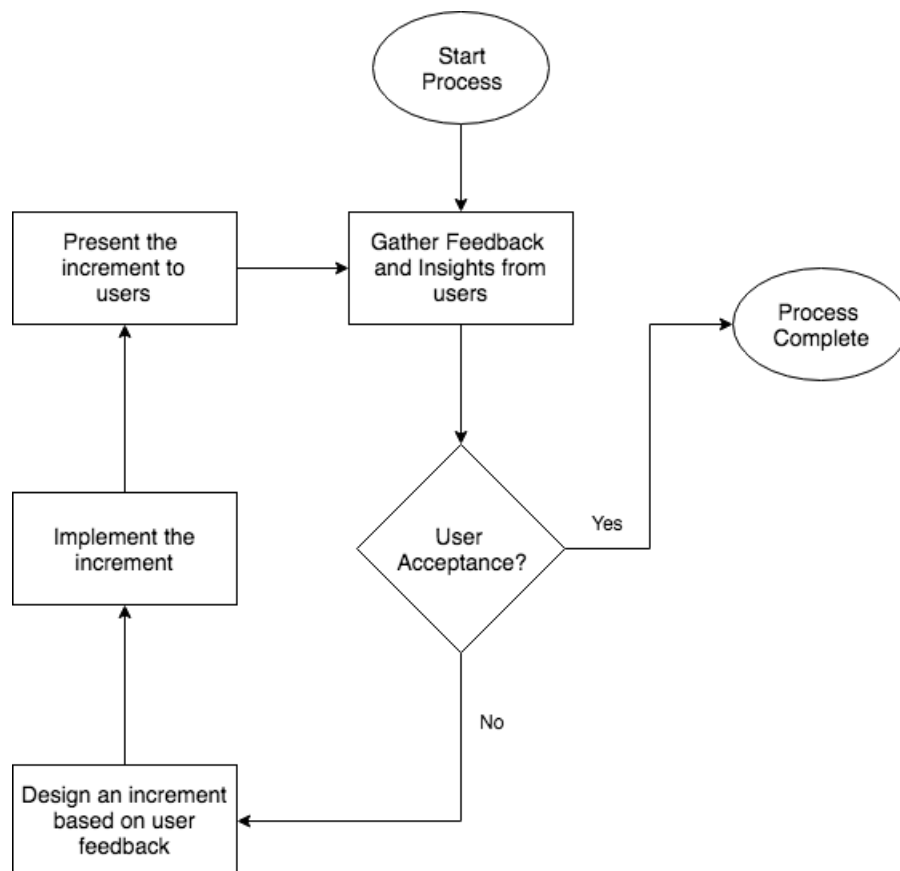 Start
Process
Present the
increment to
users
Gather Feedback
and Insights from
users
Process
Complete
Implement the
increment
User
Acceptance?
Yes
No
Design an increment
based on user
feedback